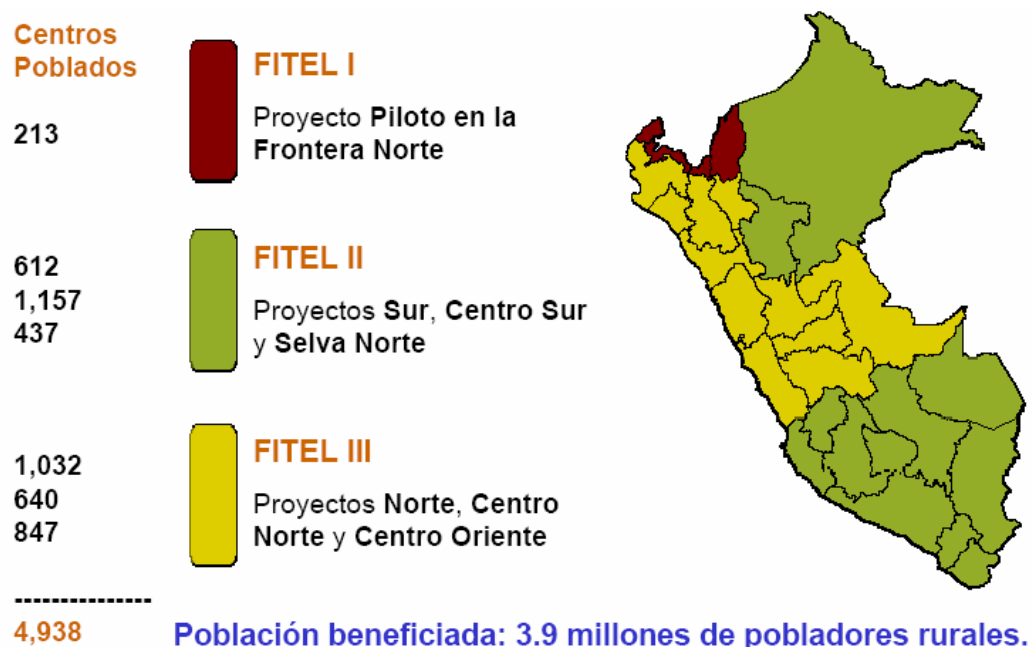 Centros
Poblados
213
FITEL I
Proyecto Piloto en la
Frontera Norte
612
1,157
437
FITEL II
Proyectos Sur, Centro Sur
y Selva Norte
1,032
640
847
FITEL III
Proyectos Norte, Centro
Norte y Centro Oriente
---------------
4,938
Población beneficiada: 3.9 millones de pobladores rurales.